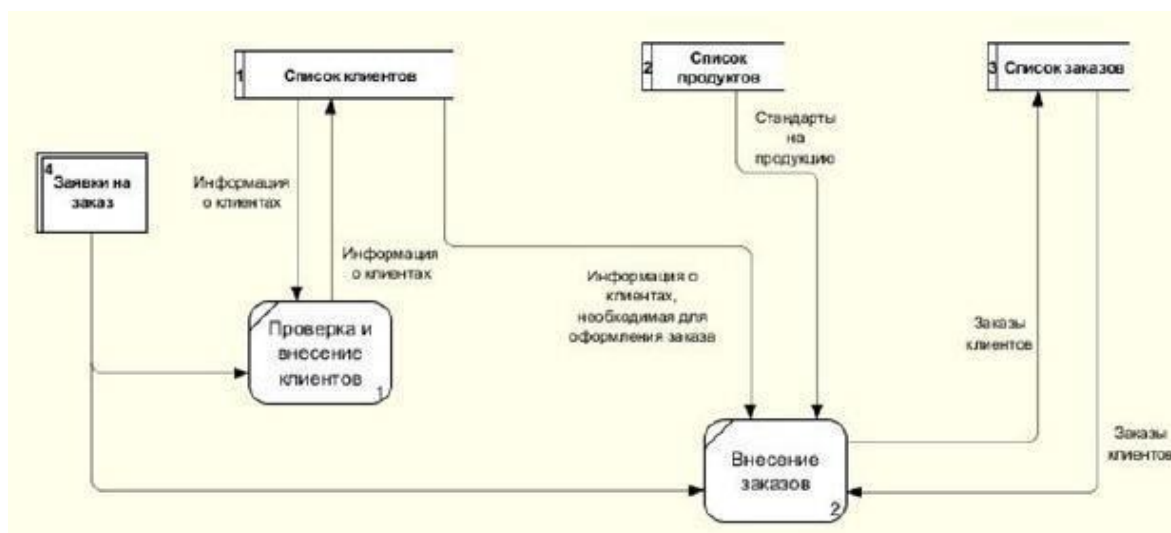 1
Список клиентов
2
Список
продуктов
3
Список заказов
4
Заявки на
заказ
Информация
о клиентах
Информация
о клиентах
Стандарты
на
продукцию
Информация о
клиентах,
необходимая для
оформления заказа
Заказы
клиентов
Заказы
клиентов
Проверка и
внесение
клиентов
1
Внесение
заказов
2